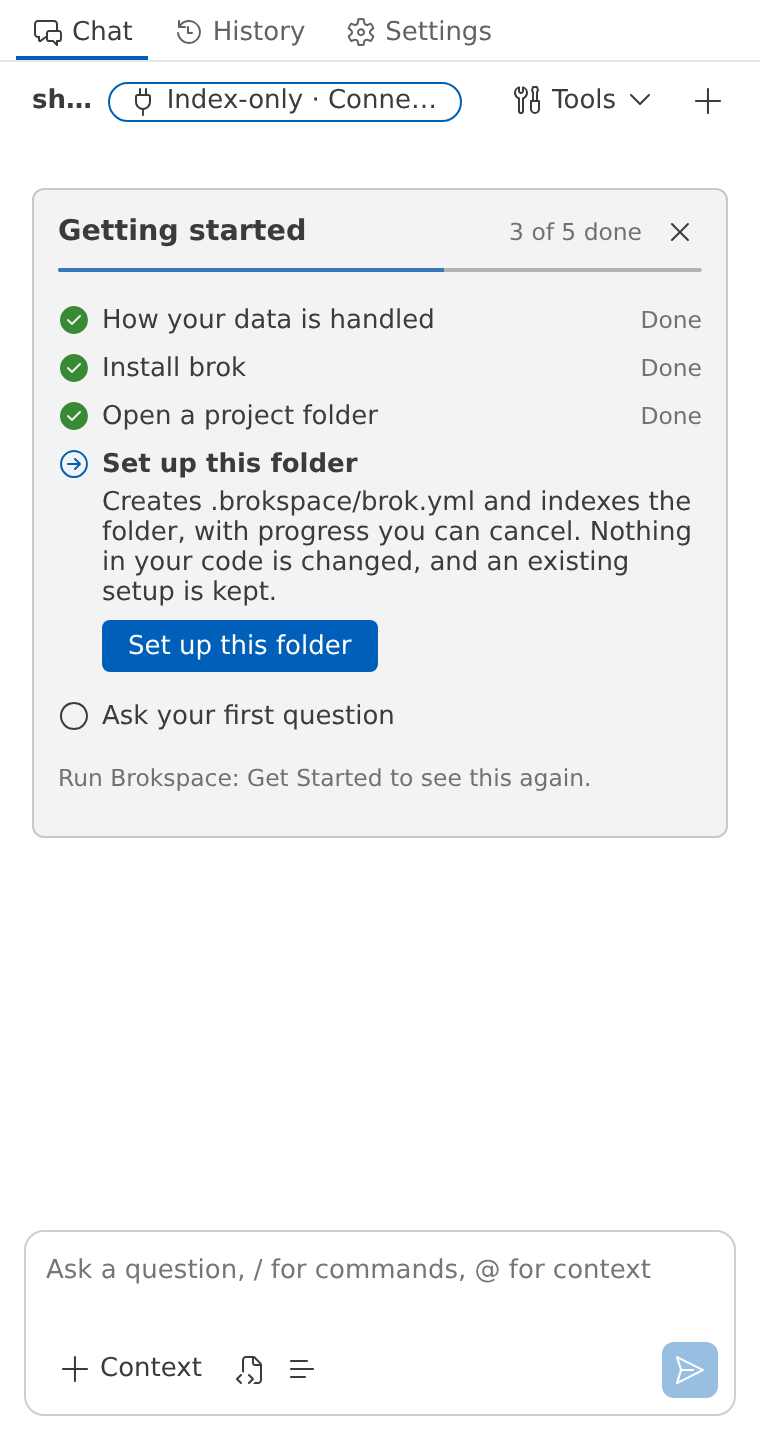 Chat
History
Settings
sh...
Index-only · Conne...
Tools
Getting started
3 of 5 done
How your data is handled
Done
Install brok
Done
Open a project folder
Done
Set up this folder
Creates .brokspace/brok.yml and indexes the
folder, with progress you can cancel. Nothing
in your code is changed, and an existing
setup is kept.
Set up this folder
Ask your first question
Run Brokspace: Get Started to see this again.
Ask a question, / for commands, @ for context
Context